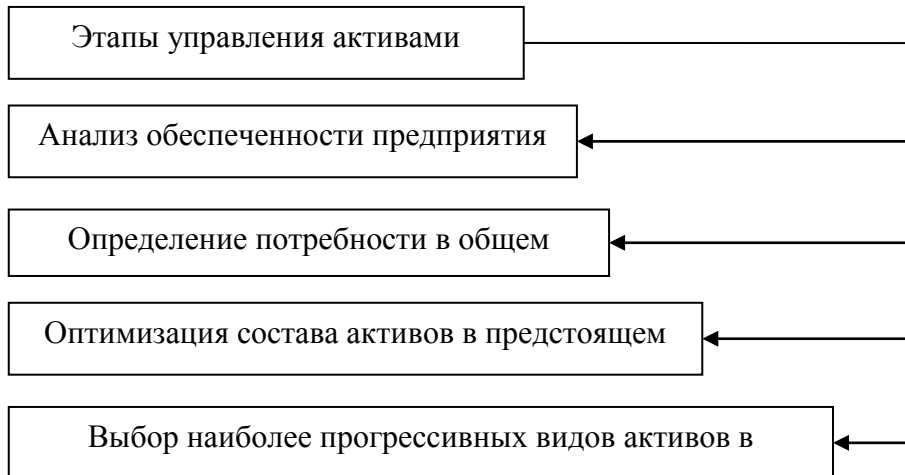 Этапы управления активами
Анализ обеспеченности предприятия
Определение потребности в общем
Оптимизация состава активов в предстоящем
Выбор наиболее прогрессивных видов активов в